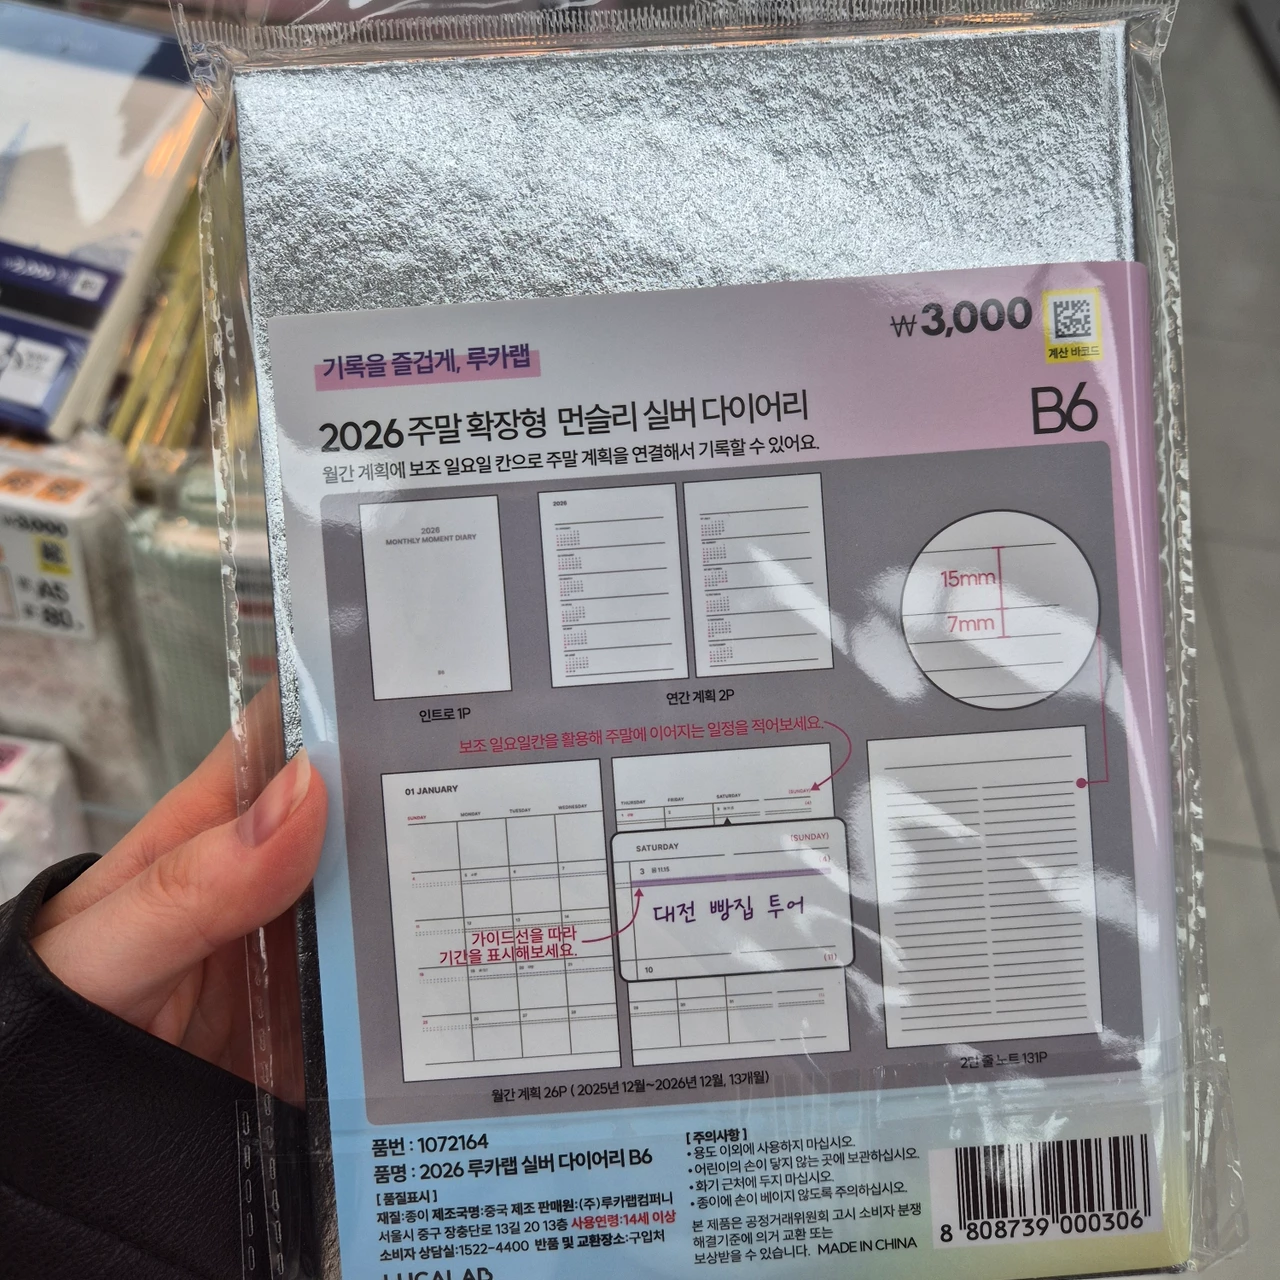 ₩3,000
계산 바코드
기록을 즐겁게, 루카랩
B6
2026 주말 확장형 먼슬리 실버 다이어리
월간 계획에 보조 일요일 칸으로 주말 계획을 연결해서 기록할 수 있어요.
2026
MONTHLY MOMENT DIARY
인트로 1P
2026
연간 계획 2P
15mm
7mm
보조 일요일칸을 활용해 주말에 이어지는 일정을 적어보세요.
01 JANUARY
SUNDAY MONDAY TUESDAY WEDNESDAY
THURSDAY FRIDAY SATURDAY (SUNDAY)
SATURDAY (SUNDAY)
3 (4)
대전 빵집 투어
10 (11)
가이드선을 따라
기간을 표시해보세요.
월간 계획 26P ( 2025년 12월~2026년 12월, 13개월)
2단 줄 노트 131P
품번 : 1072164
품명 : 2026 루카랩 실버 다이어리 B6
[ 품질표시 ]
재질:종이 제조국명:중국 제조 판매원:(주)루카랩컴퍼니
서울시 중구 장충단로 13길 20 13층 사용연령:14세 이상
소비자 상담실:1522-4400 반품 및 교환장소:구입처
LUCALAB
[ 주의사항 ]
• 용도 이외에 사용하지 마십시오.
• 어린이의 손이 닿지 않는 곳에 보관하십시오.
• 화기 근처에 두지 마십시오.
• 종이에 손이 베이지 않도록 주의하십시오.
본 제품은 공정거래위원회 고시 소비자 분쟁
해결기준에 의거 교환 또는
보상받을 수 있습니다. MADE IN CHINA
8 808739 000306
₩3,000
A5
80